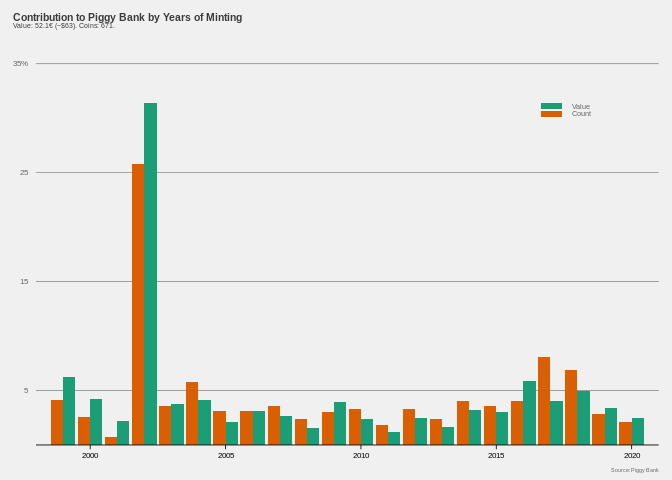 Contribution to Piggy Bank by Years of Minting
Value: 52.1€ (~$63). Coins: 671.
35%
25
15
5
Value
Count
2000
2005
2010
2015
2020
Source: Piggy Bank